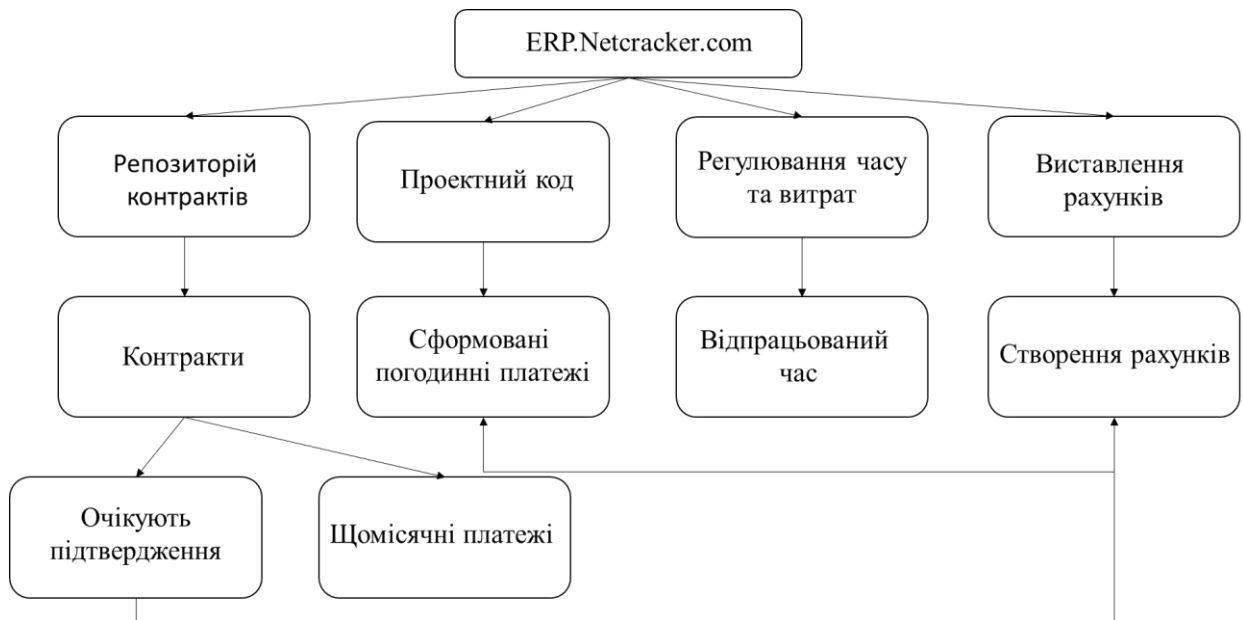 ERP.Netcracker.com
Репозиторій
контрактів
Проектний код
Регулювання часу
та витрат
Виставлення
рахунків
Контракти
Сформовані
погодинні платежі
Відпрацьований
час
Створення рахунків
Очікують
підтвердження
Щомісячні платежі